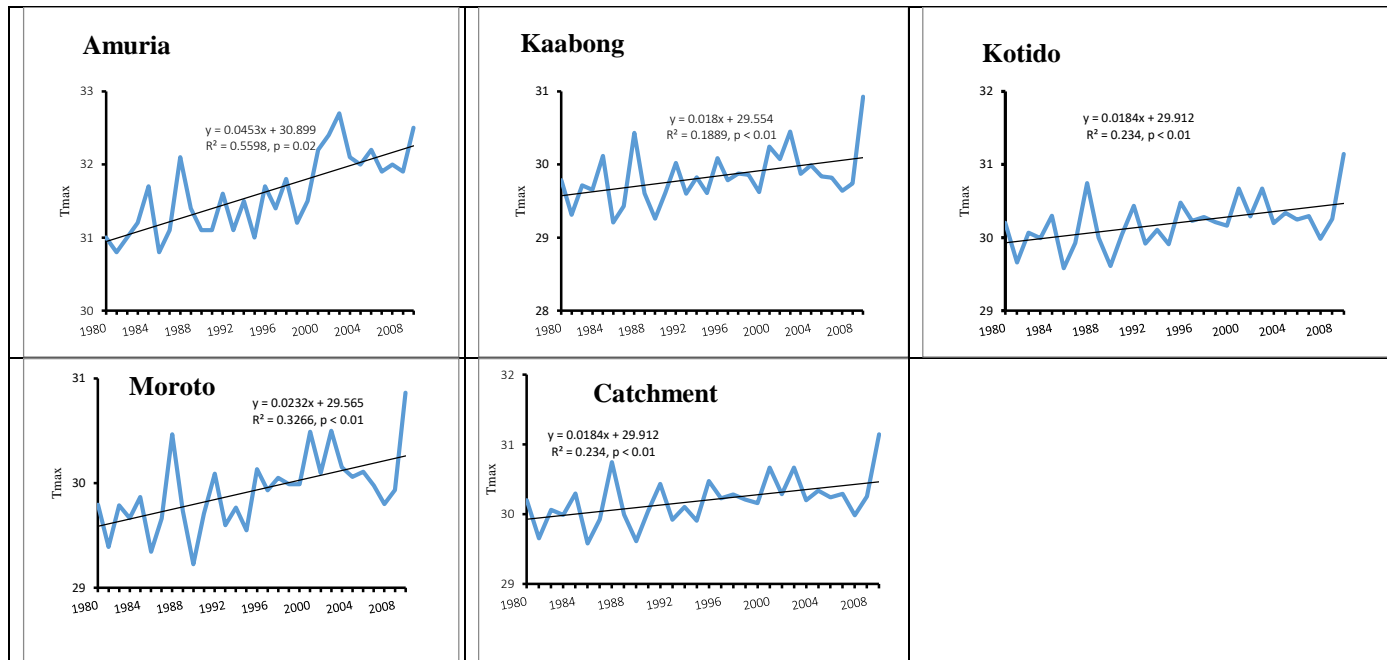 Amuria
33
32
31
30
Tmax
y = 0.0453x + 30.899
R² = 0.5598, p = 0.02
1980 1984 1988 1992 1996 2000 2004 2008
Kaabong
31
30
29
28
Tmax
y = 0.018x + 29.554
R² = 0.1889, p < 0.01
1980 1984 1988 1992 1996 2000 2004 2008
Kotido
32
31
30
29
Tmax
y = 0.0184x + 29.912
R² = 0.234, p < 0.01
1980 1984 1988 1992 1996 2000 2004 2008
Moroto
31
30
29
Tmax
y = 0.0232x + 29.565
R² = 0.3266, p < 0.01
1980 1984 1988 1992 1996 2000 2004 2008
Catchment
32
31
30
29
Tmax
y = 0.0184x + 29.912
R² = 0.234, p < 0.01
1980 1984 1988 1992 1996 2000 2004 2008